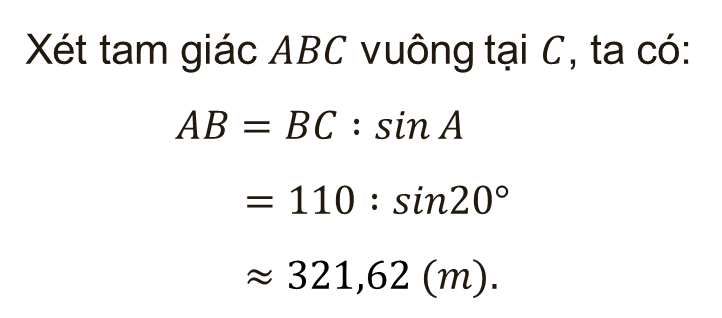 Xét tam giác ABC vuông tại C, ta có:
AB = BC : sin A
= 110 : sin20°
≈ 321,62 (m).